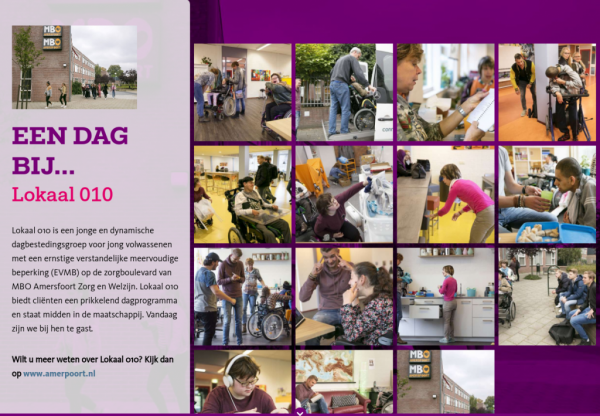 MBO
MBO
EEN DAG
BIJ...
Lokaal 010
Lokaal 010 is een jonge en dynamische
dagbestedingsgroep voor jong volwassenen
met een ernstige verstandelijke meervoudige
beperking (EVMB) op de zorgboulevard van
MBO Amersfoort Zorg en Welzijn. Lokaal 010
biedt cliënten een prikkelend dagprogramma
en staat midden in de maatschappij. Vandaag
zijn we bij hen te gast.
Wilt u meer weten over Lokaal 010? Kijk dan
op www.amerpoort.nl
MBO
MBO